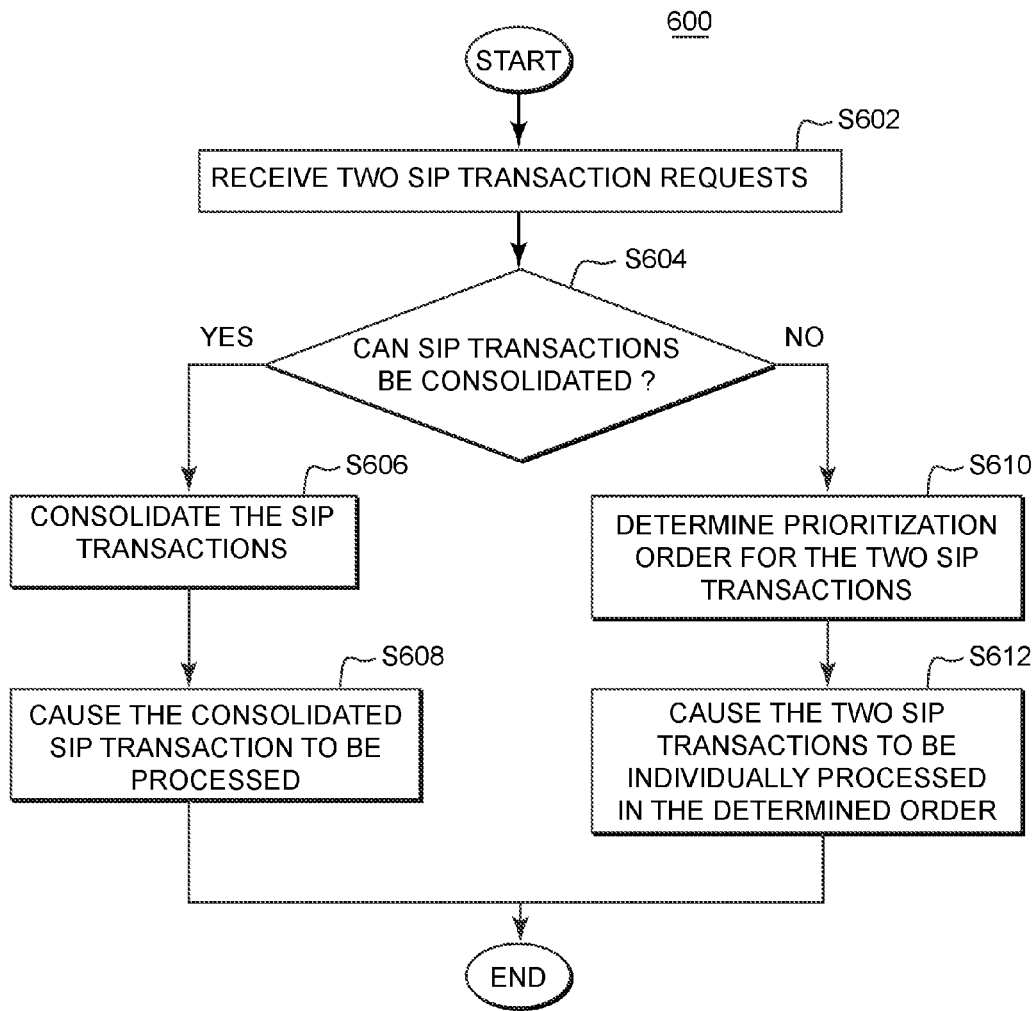 600
START
S602
RECEIVE TWO SIP TRANSACTION REQUESTS
S604
YES
CAN SIP TRANSACTIONS
BE CONSOLIDATED ?
NO
S606
CONSOLIDATE THE SIP
TRANSACTIONS
S608
CAUSE THE CONSOLIDATED
SIP TRANSACTION TO BE
PROCESSED
S610
DETERMINE PRIORITIZATION
ORDER FOR THE TWO SIP
TRANSACTIONS
S612
CAUSE THE TWO SIP
TRANSACTIONS TO BE
INDIVIDUALLY PROCESSED
IN THE DETERMINED ORDER
END